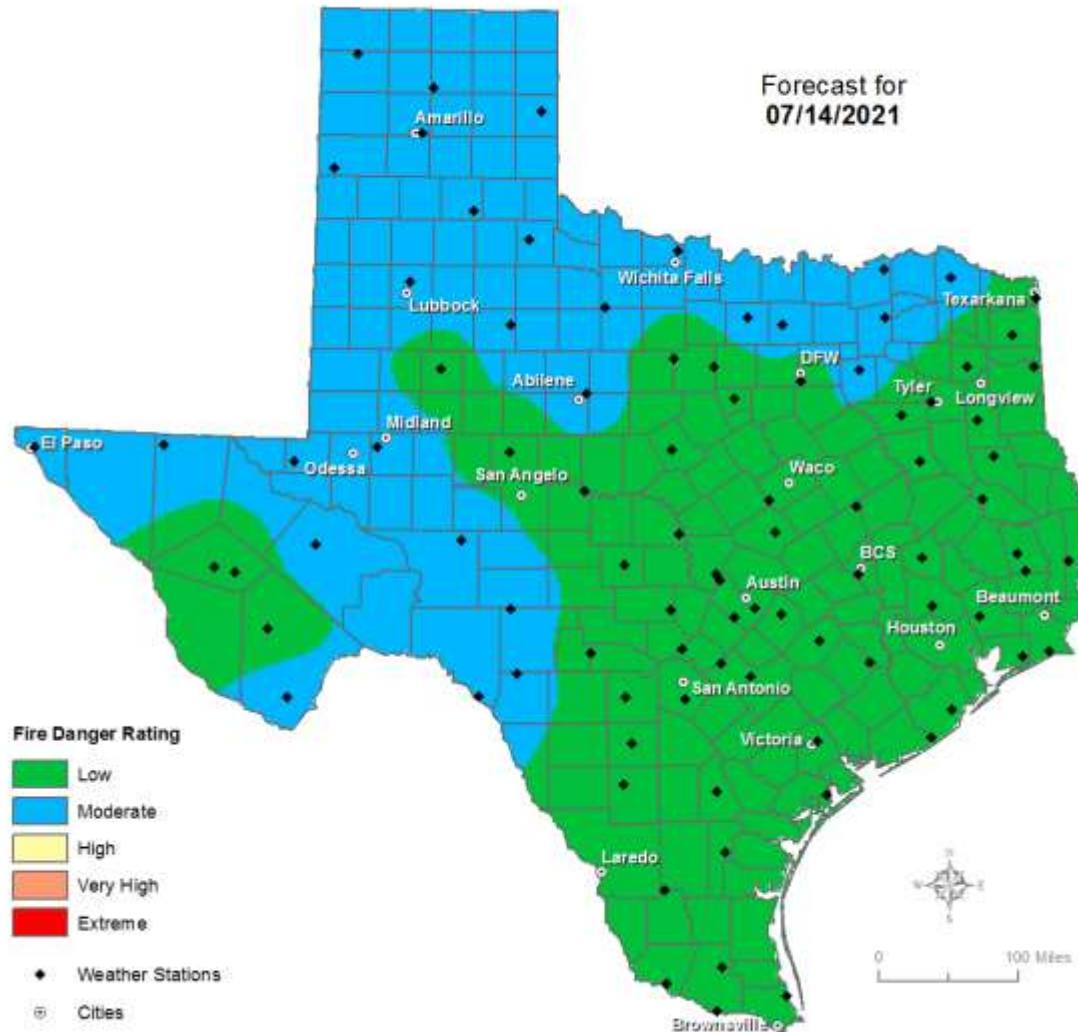 Forecast for
07/14/2021
Amarillo
Wichita Falls
Lubbock
Texarkana
DFW
Abilene
Tyler
Longview
Midland
El Paso
Odessa
San Angelo
Waco
BCS
Austin
Beaumont
Houston
San Antonio
Victoria
Laredo
Brownsville
Fire Danger Rating
Low
Moderate
High
Very High
Extreme
Weather Stations
Cities
N
W E
S
0 100 Miles